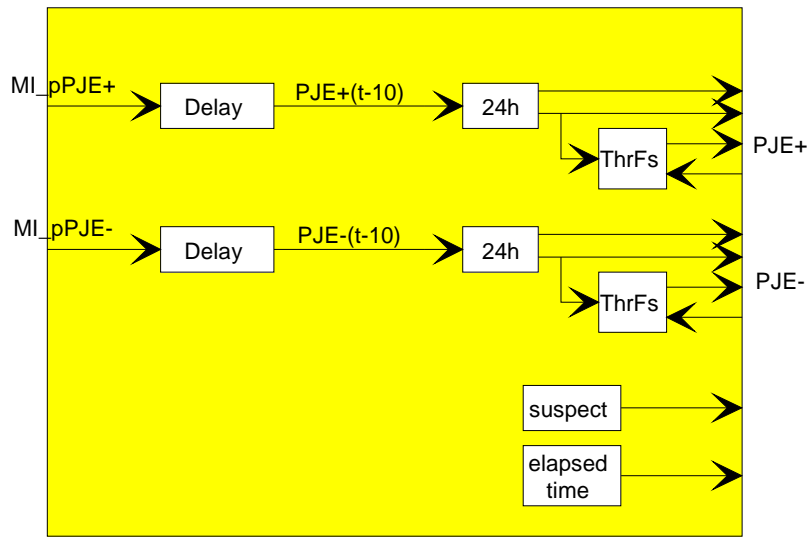 MI_pPJE+
Delay
PJE+(t-10)
24h
ThrFs
PJE+
MI_pPJE-
Delay
PJE-(t-10)
24h
ThrFs
PJE-
suspect
elapsed
time